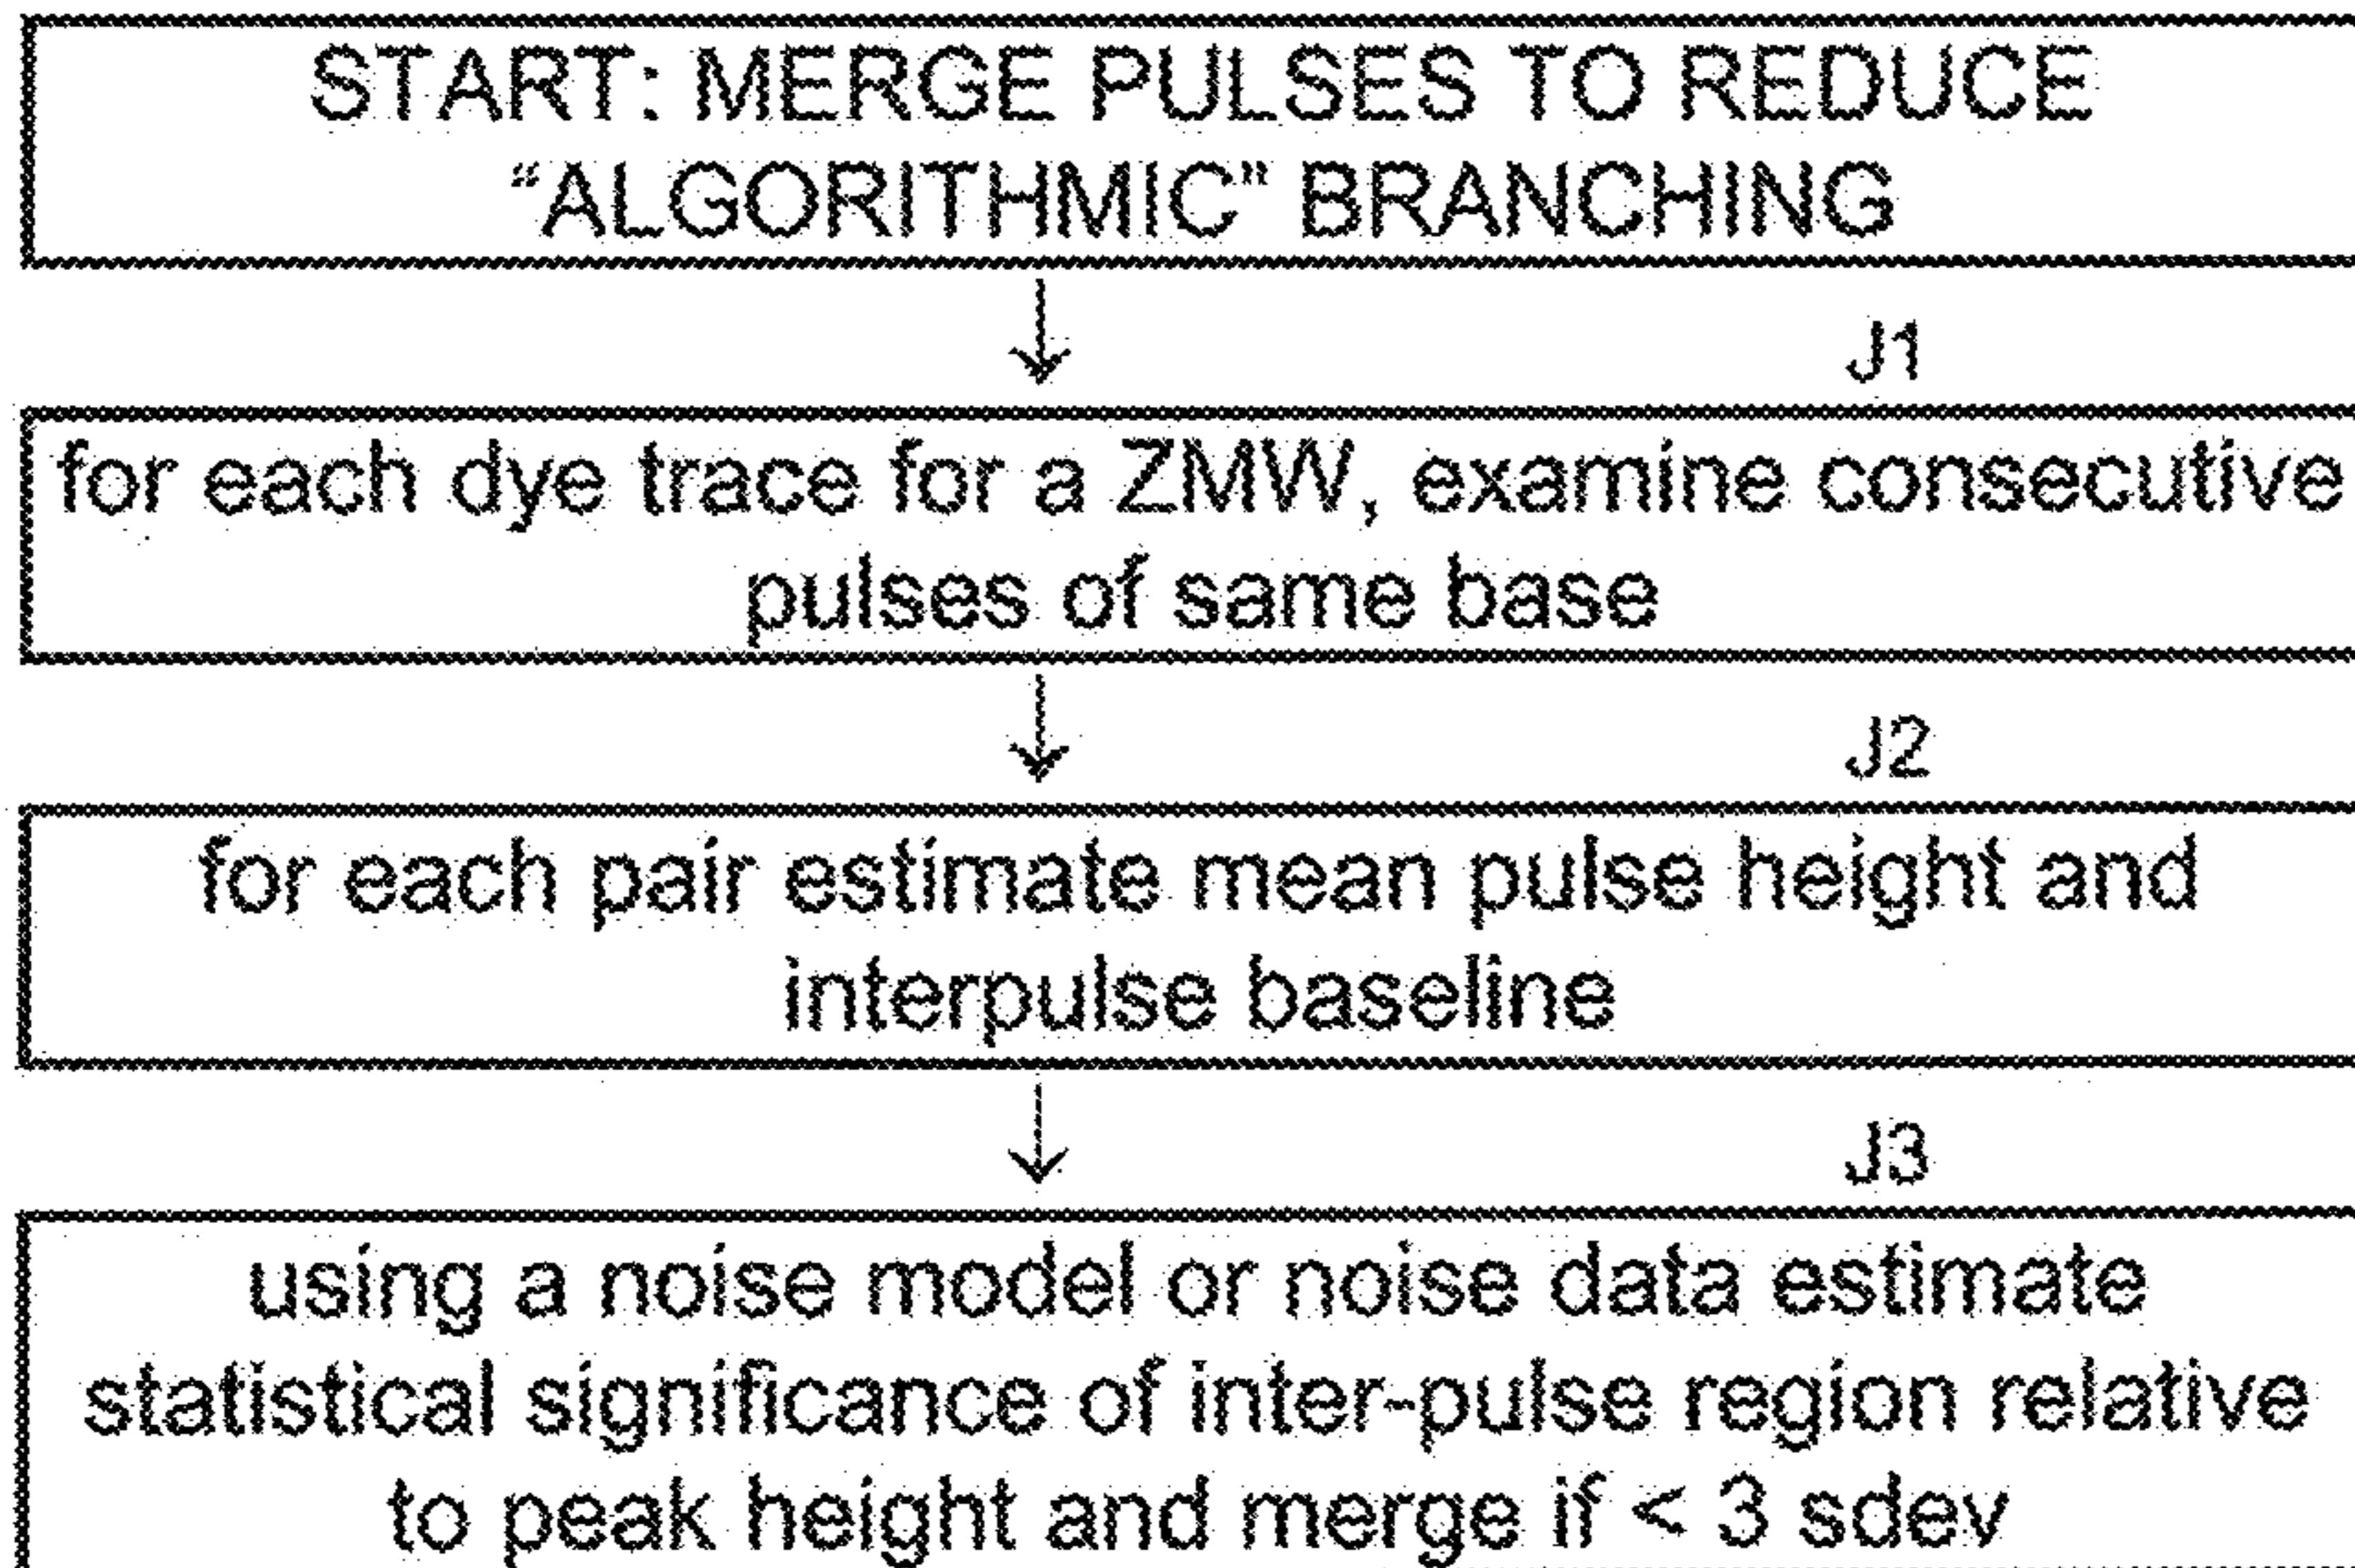 START: MERGE PULSES TO REDUCE
“ALGORITHMIC” BRANCHING
J1
for each dye trace for a ZMW, examine consecutive
pulses of same base
J2
for each pair estimate mean pulse height and
interpulse baseline
J3
using a noise model or noise data estimate
statistical significance of inter-pulse region relative
to peak height and merge if < 3 sdev